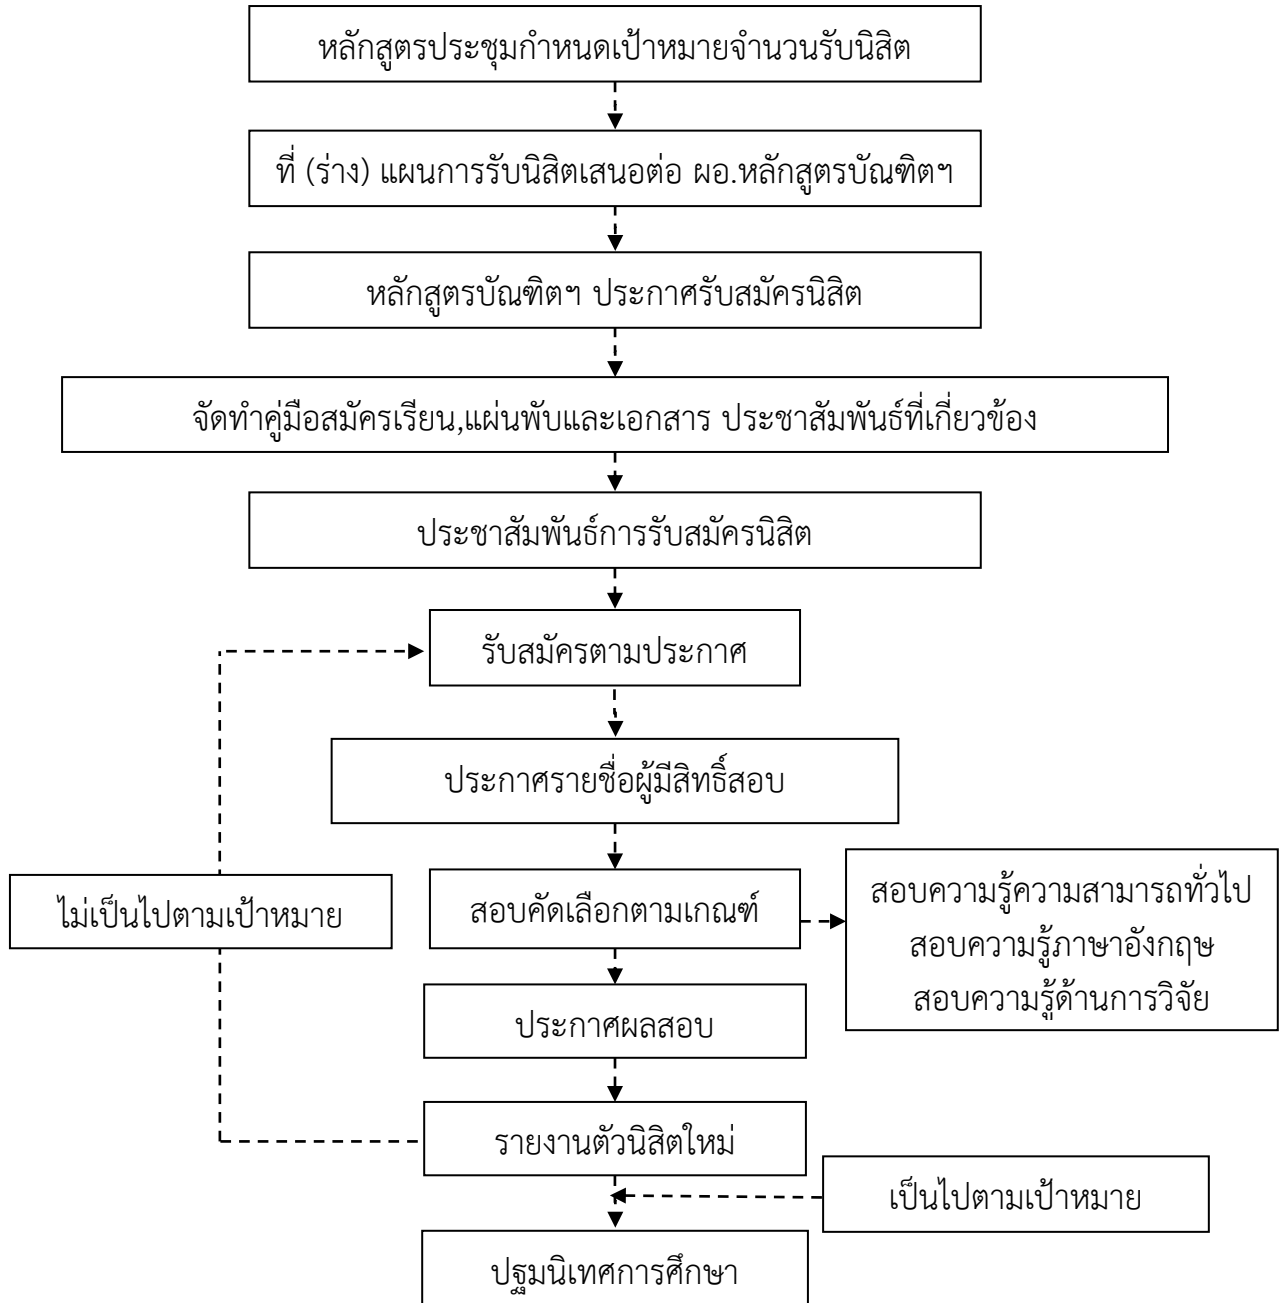 หลักสูตรประชุมกำหนดเป้าหมายจำนวนรับนิสิต
ที่ (ร่าง) แผนการรับนิสิตเสนอต่อ ผอ.หลักสูตรบัณฑิตฯ
หลักสูตรบัณฑิตฯ ประกาศรับสมัครนิสิต
จัดทำคู่มือสมัครเรียน,แผ่นพับและเอกสาร ประชาสัมพันธ์ที่เกี่ยวข้อง
ประชาสัมพันธ์การรับสมัครนิสิต
รับสมัครตามประกาศ
ประกาศรายชื่อผู้มีสิทธิ์สอบ
ไม่เป็นไปตามเป้าหมาย
สอบคัดเลือกตามเกณฑ์
สอบความรู้ความสามารถทั่วไป
สอบความรู้ภาษาอังกฤษ
สอบความรู้ด้านการวิจัย
ประกาศผลสอบ
รายงานตัวนิสิตใหม่
เป็นไปตามเป้าหมาย
ปฐมนิเทศการศึกษา